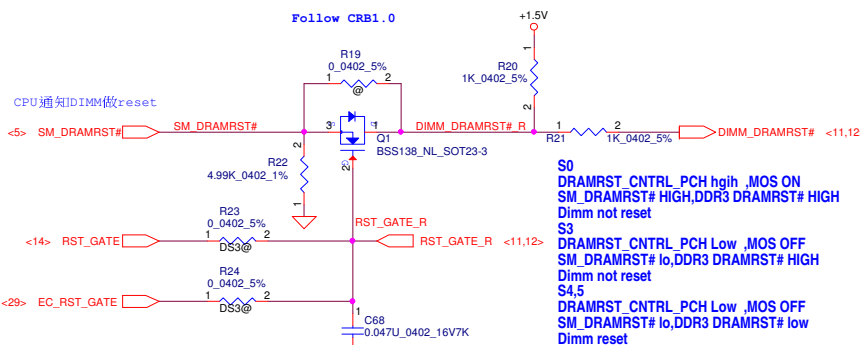 Follow CRB1.0
+1.5V
R19
0_0402_5%
1 2
@
R20
1K_0402_5%
1
2
CPU通知DIMM做reset
<5> SM_DRAMRST#
SM_DRAMRST#
3 1
Q1
BSS138_NL_SOT23-3
2
DIMM_DRAMRST#_R
R21
1 2
1K_0402_5%
DIMM_DRAMRST# <11,12>
R22
4.99K_0402_1%
2
1
S0
DRAMRST_CNTRL_PCH hgih ,MOS ON
SM_DRAMRST# HIGH,DDR3 DRAMRST# HIGH
Dimm not reset
S3
DRAMRST_CNTRL_PCH Low ,MOS OFF
SM_DRAMRST# lo,DDR3 DRAMRST# HIGH
Dimm not reset
S4,5
DRAMRST_CNTRL_PCH Low ,MOS OFF
SM_DRAMRST# lo,DDR3 DRAMRST# low
Dimm reset
RST_GATE_R
RST_GATE_R <11,12>
R23
0_0402_5%
<14> RST_GATE
1 2
DS3@
R24
0_0402_5%
<29> EC_RST_GATE
1 2
DS3@
1
C68
0.047U_0402_16V7K